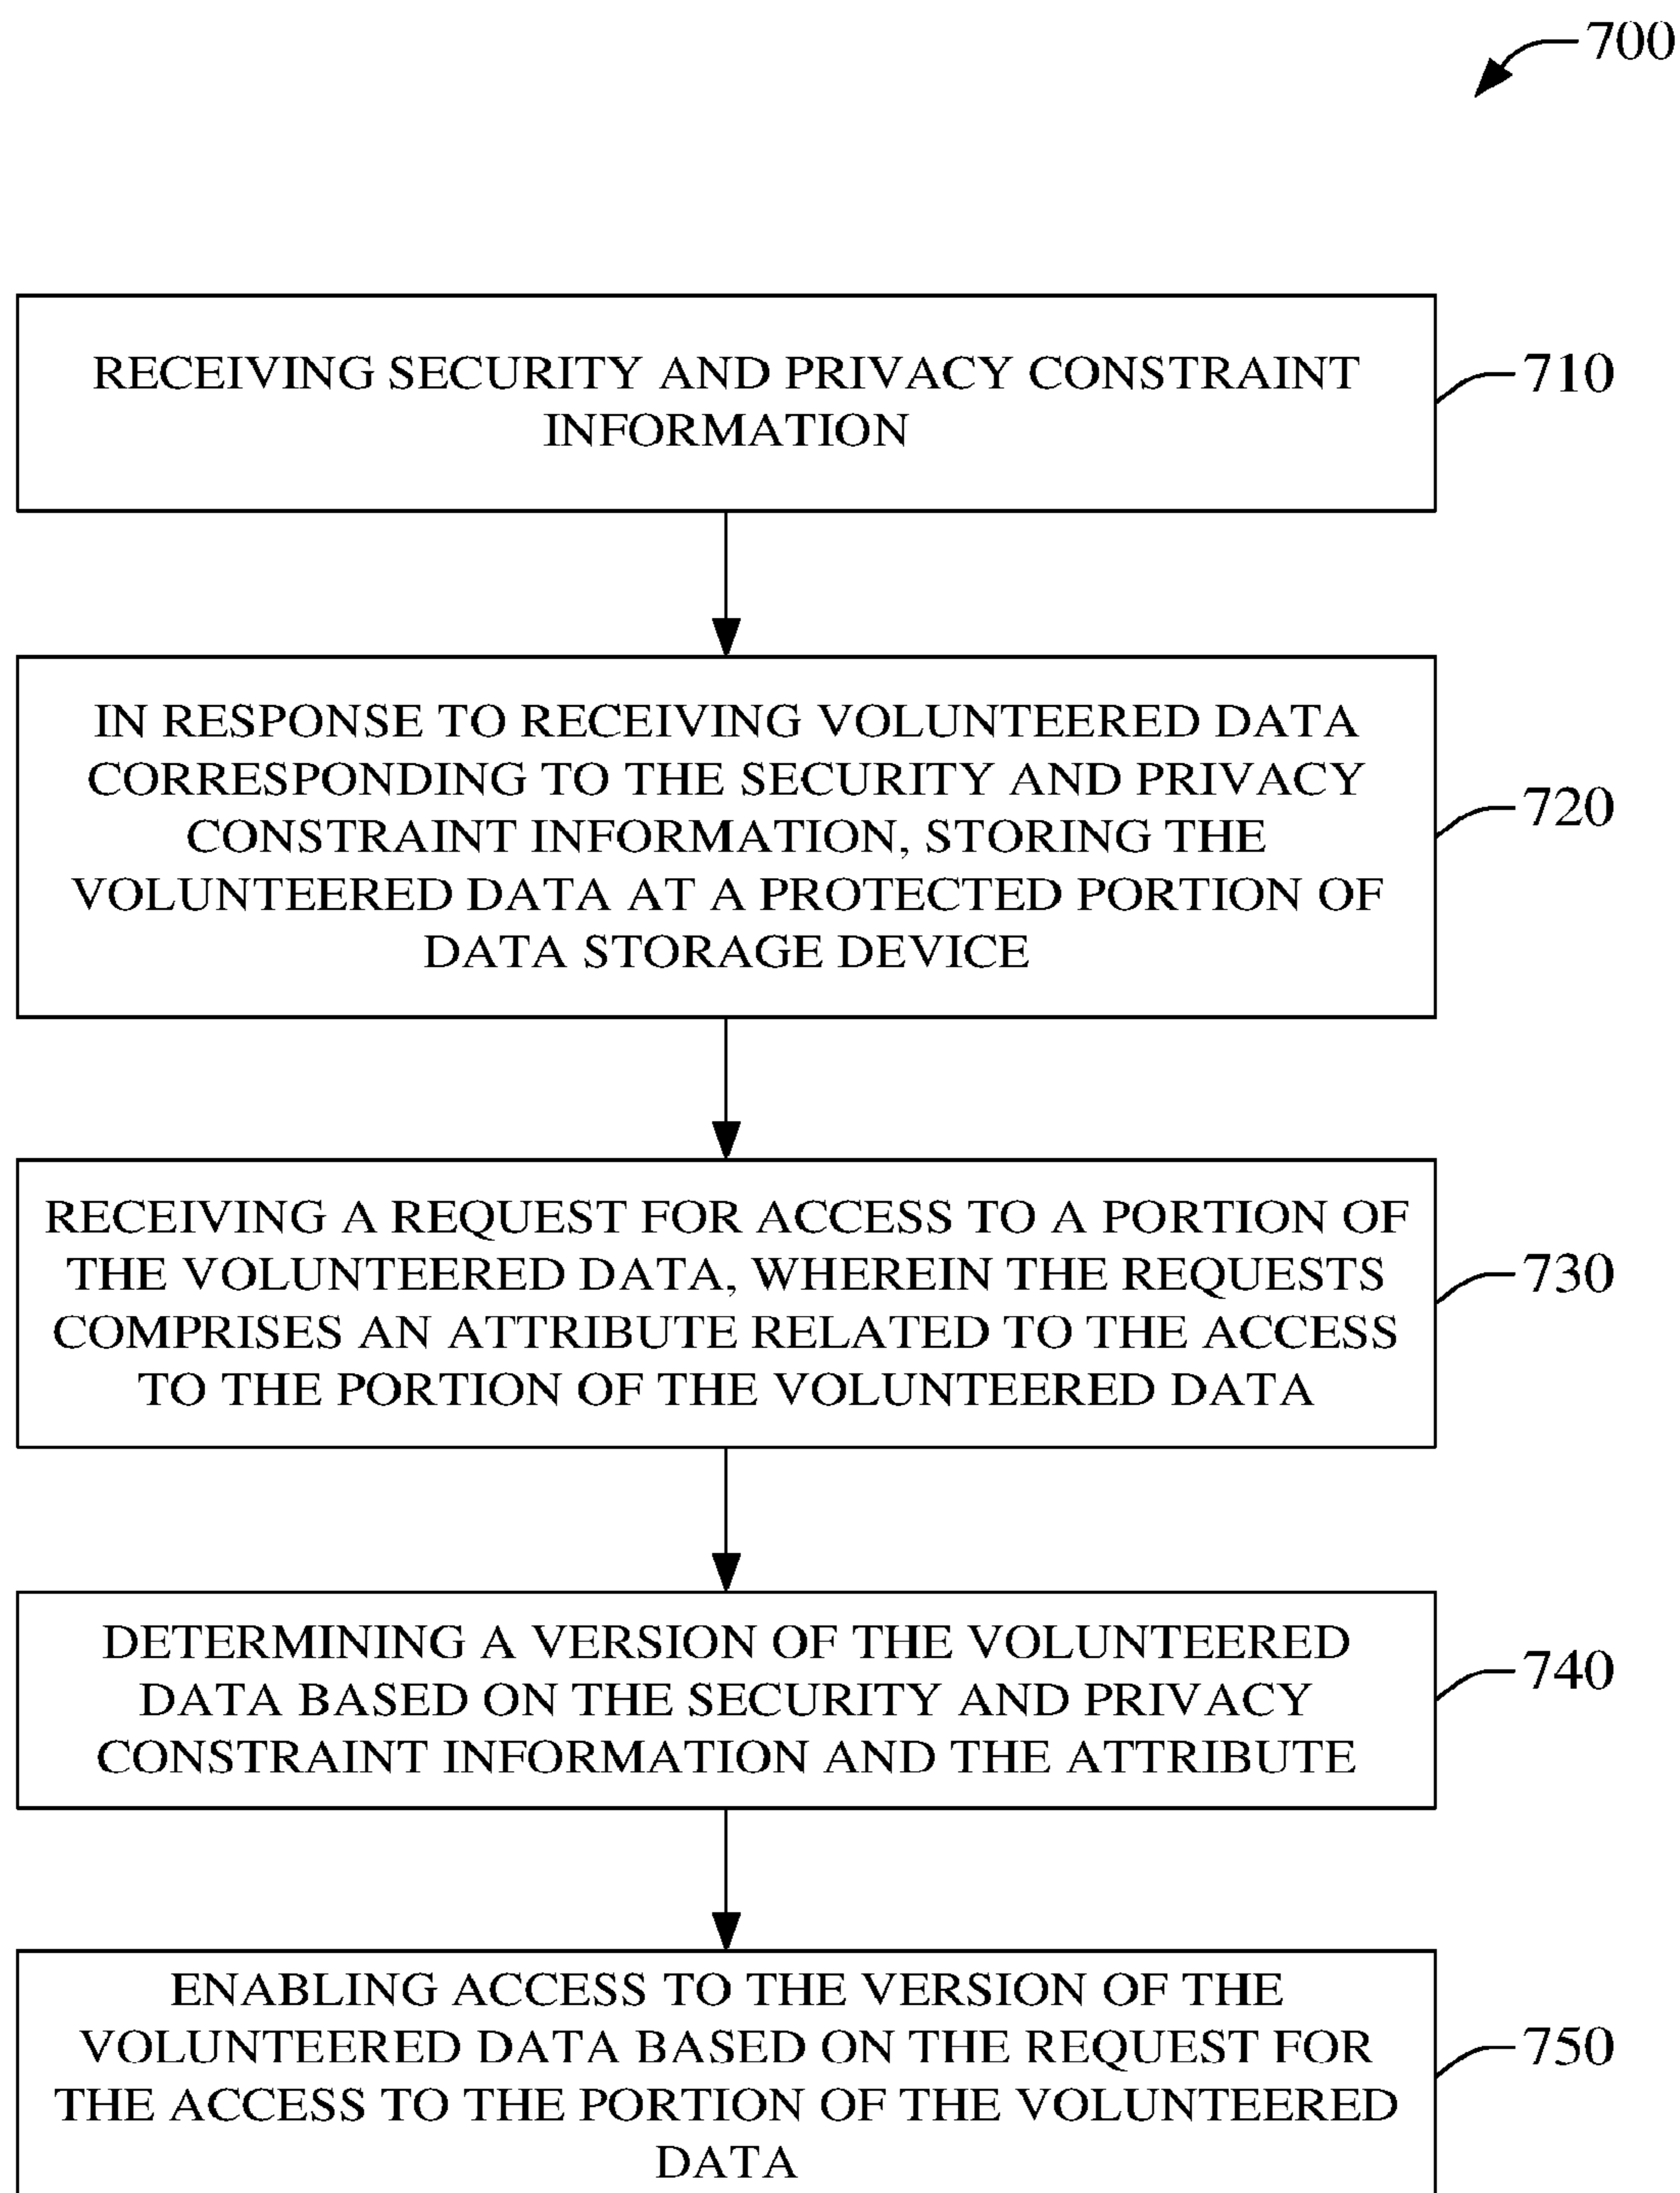 700
RECEIVING SECURITY AND PRIVACY CONSTRAINT
INFORMATION
710
IN RESPONSE TO RECEIVING VOLUNTEERED DATA
CORRESPONDING TO THE SECURITY AND PRIVACY
CONSTRAINT INFORMATION, STORING THE
VOLUNTEERED DATA AT A PROTECTED PORTION OF
DATA STORAGE DEVICE
720
RECEIVING A REQUEST FOR ACCESS TO A PORTION OF
THE VOLUNTEERED DATA, WHEREIN THE REQUESTS
COMPRISES AN ATTRIBUTE RELATED TO THE ACCESS
TO THE PORTION OF THE VOLUNTEERED DATA
730
DETERMINING A VERSION OF THE VOLUNTEERED
DATA BASED ON THE SECURITY AND PRIVACY
CONSTRAINT INFORMATION AND THE ATTRIBUTE
740
ENABLING ACCESS TO THE VERSION OF THE
VOLUNTEERED DATA BASED ON THE REQUEST FOR
THE ACCESS TO THE PORTION OF THE VOLUNTEERED
DATA
750